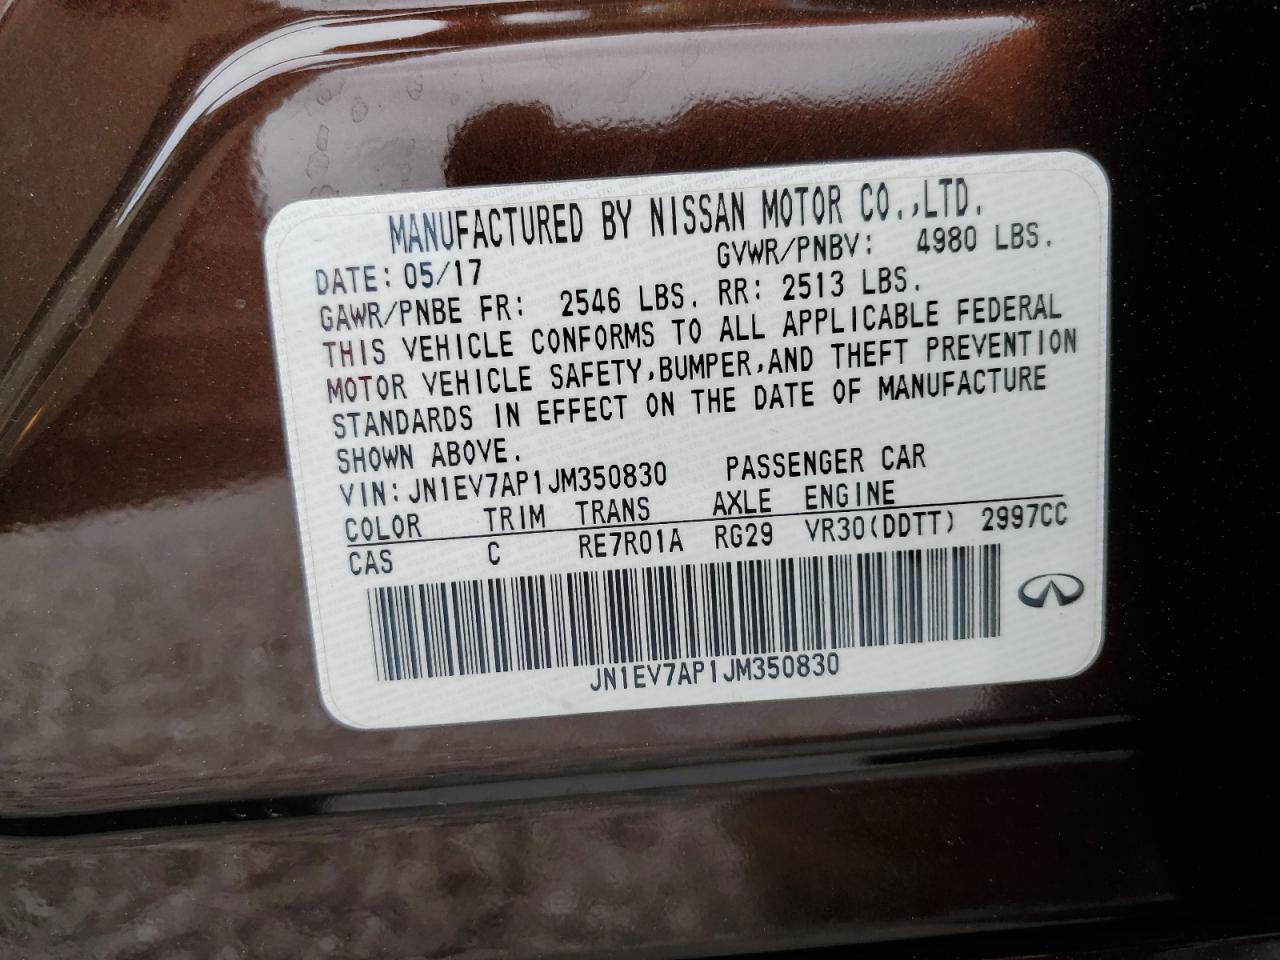 MANUFACTURED BY NISSAN MOTOR CO.,LTD.
DATE: 05/17 GVWR/PNBV: 4980 LBS.
GAWR/PNBE FR: 2546 LBS. RR: 2513 LBS.
THIS VEHICLE CONFORMS TO ALL APPLICABLE FEDERAL
MOTOR VEHICLE SAFETY,BUMPER,AND THEFT PREVENTION
STANDARDS IN EFFECT ON THE DATE OF MANUFACTURE
SHOWN ABOVE.
VIN:JN1EV7AP1JM350830 PASSENGER CAR
COLOR TRIM TRANS AXLE ENGINE
CAS C RE7R01A RG29 VR30(DDTT) 2997CC
JN1EV7AP1JM350830